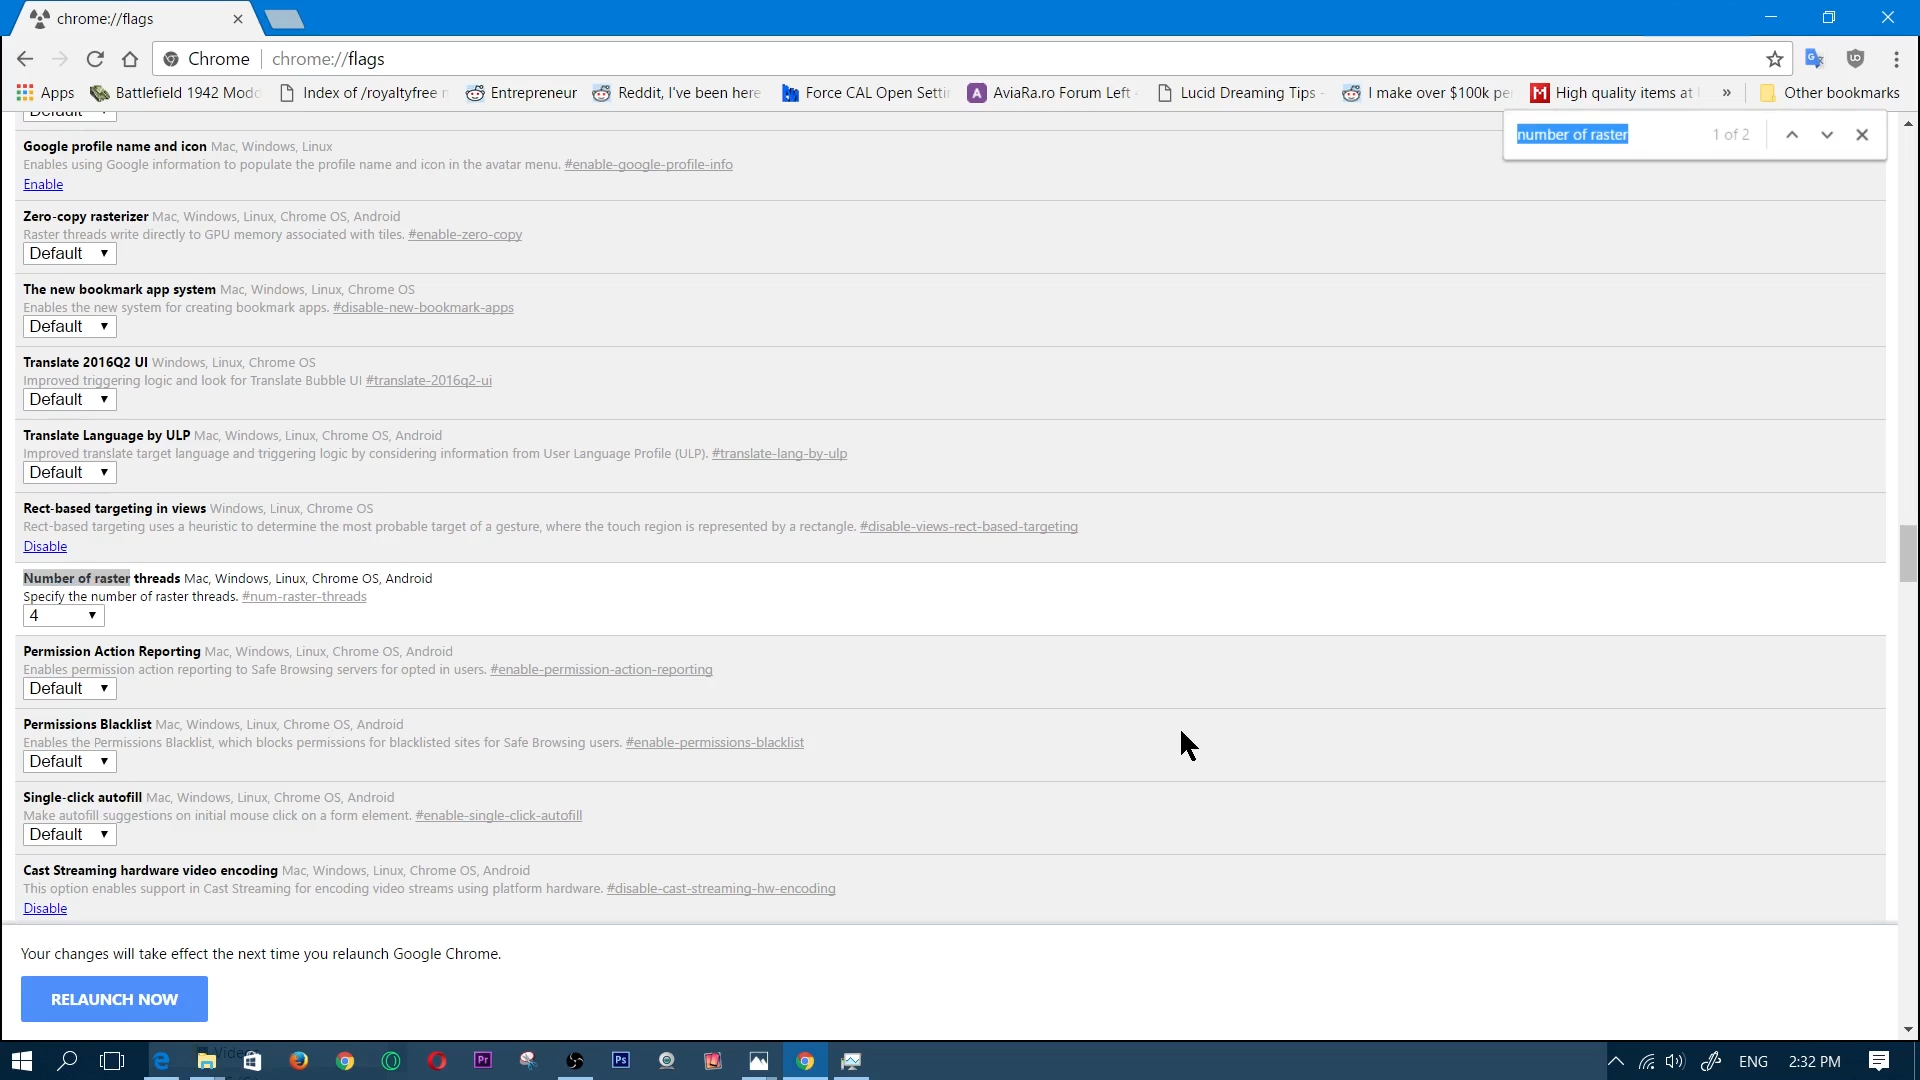 chrome://flags
Chrome chrome://flags
Apps Battlefield 1942 Modd Index of /royaltyfree Entrepreneur Reddit, I've been here Force CAL Open Setti AviaRa.ro Forum Left Lucid Dreaming Tips I make over $100k pe High quality items at » Other bookmarks
number of raster 1 of 2
Default
Google profile name and icon Mac, Windows, Linux
Enables using Google information to populate the profile name and icon in the avatar menu. #enable-google-profile-info
Enable
Zero-copy rasterizer Mac, Windows, Linux, Chrome OS, Android
Raster threads write directly to GPU memory associated with tiles. #enable-zero-copy
Default
The new bookmark app system Mac, Windows, Linux, Chrome OS
Enables the new system for creating bookmark apps. #disable-new-bookmark-apps
Default
Translate 2016Q2 UI Windows, Linux, Chrome OS
Improved triggering logic and look for Translate Bubble UI #translate-2016q2-ui
Default
Translate Language by ULP Mac, Windows, Linux, Chrome OS, Android
Improved translate target language and triggering logic by considering information from User Language Profile (ULP). #translate-lang-by-ulp
Default
Rect-based targeting in views Windows, Linux, Chrome OS
Rect-based targeting uses a heuristic to determine the most probable target of a gesture, where the touch region is represented by a rectangle. #disable-views-rect-based-targeting
Disable
Number of raster threads Mac, Windows, Linux, Chrome OS, Android
Specify the number of raster threads. #num-raster-threads
4
Permission Action Reporting Mac, Windows, Linux, Chrome OS, Android
Enables permission action reporting to Safe Browsing servers for opted in users. #enable-permission-action-reporting
Default
Permissions Blacklist Mac, Windows, Linux, Chrome OS, Android
Enables the Permissions Blacklist, which blocks permissions for blacklisted sites for Safe Browsing users. #enable-permissions-blacklist
Default
Single-click autofill Mac, Windows, Linux, Chrome OS, Android
Make autofill suggestions on initial mouse click on a form element. #enable-single-click-autofill
Default
Cast Streaming hardware video encoding Mac, Windows, Linux, Chrome OS, Android
This option enables support in Cast Streaming for encoding video streams using platform hardware. #disable-cast-streaming-hw-encoding
Disable
Your changes will take effect the next time you relaunch Google Chrome.
RELAUNCH NOW
Pr Ps ENG 2:32 PM